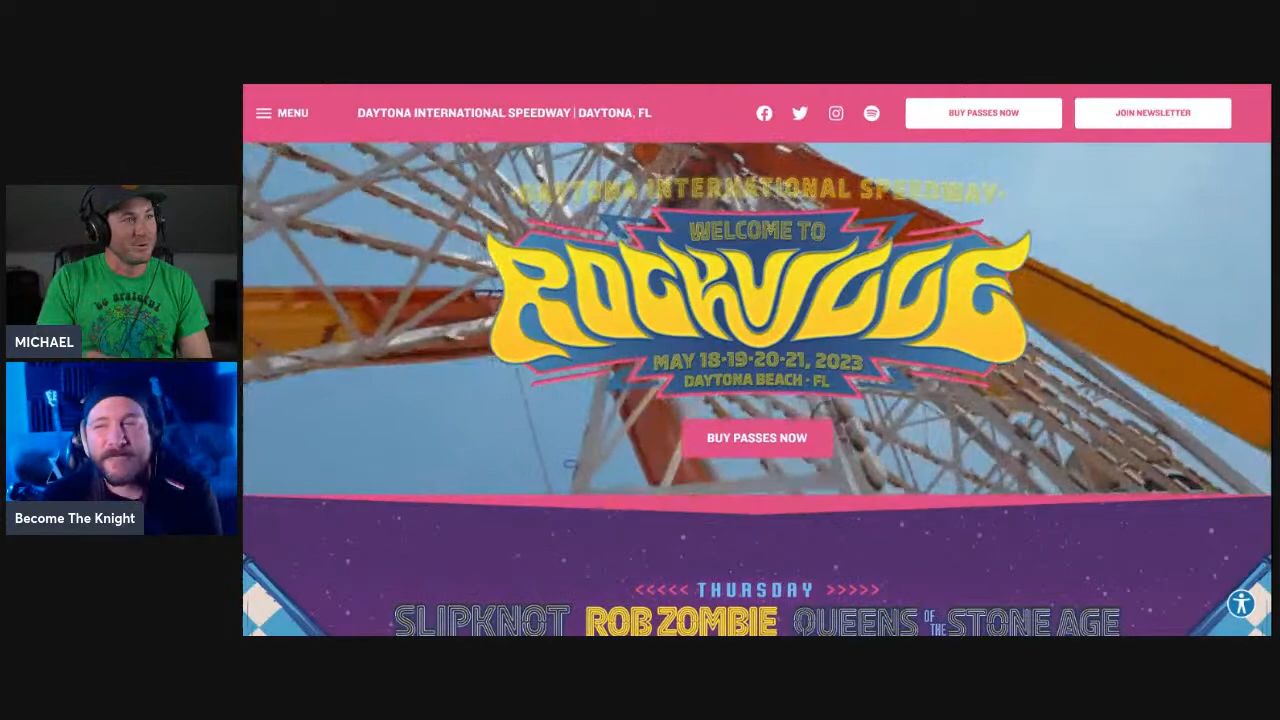 MENU
DAYTONA INTERNATIONAL SPEEDWAY | DAYTONA, FL
BUY PASSES NOW
JOIN NEWSLETTER
·DAYTONA INTERNATIONAL SPEEDWAY·
WELCOME TO
ROCKVILLE
MAY 18-19-20-21, 2023
DAYTONA BEACH · FL
BUY PASSES NOW
be grateful
MICHAEL
Become The Knight
<<<<< THURSDAY >>>>>
SLIPKNOT ROB ZOMBIE QUEENS OF THE STONE AGE